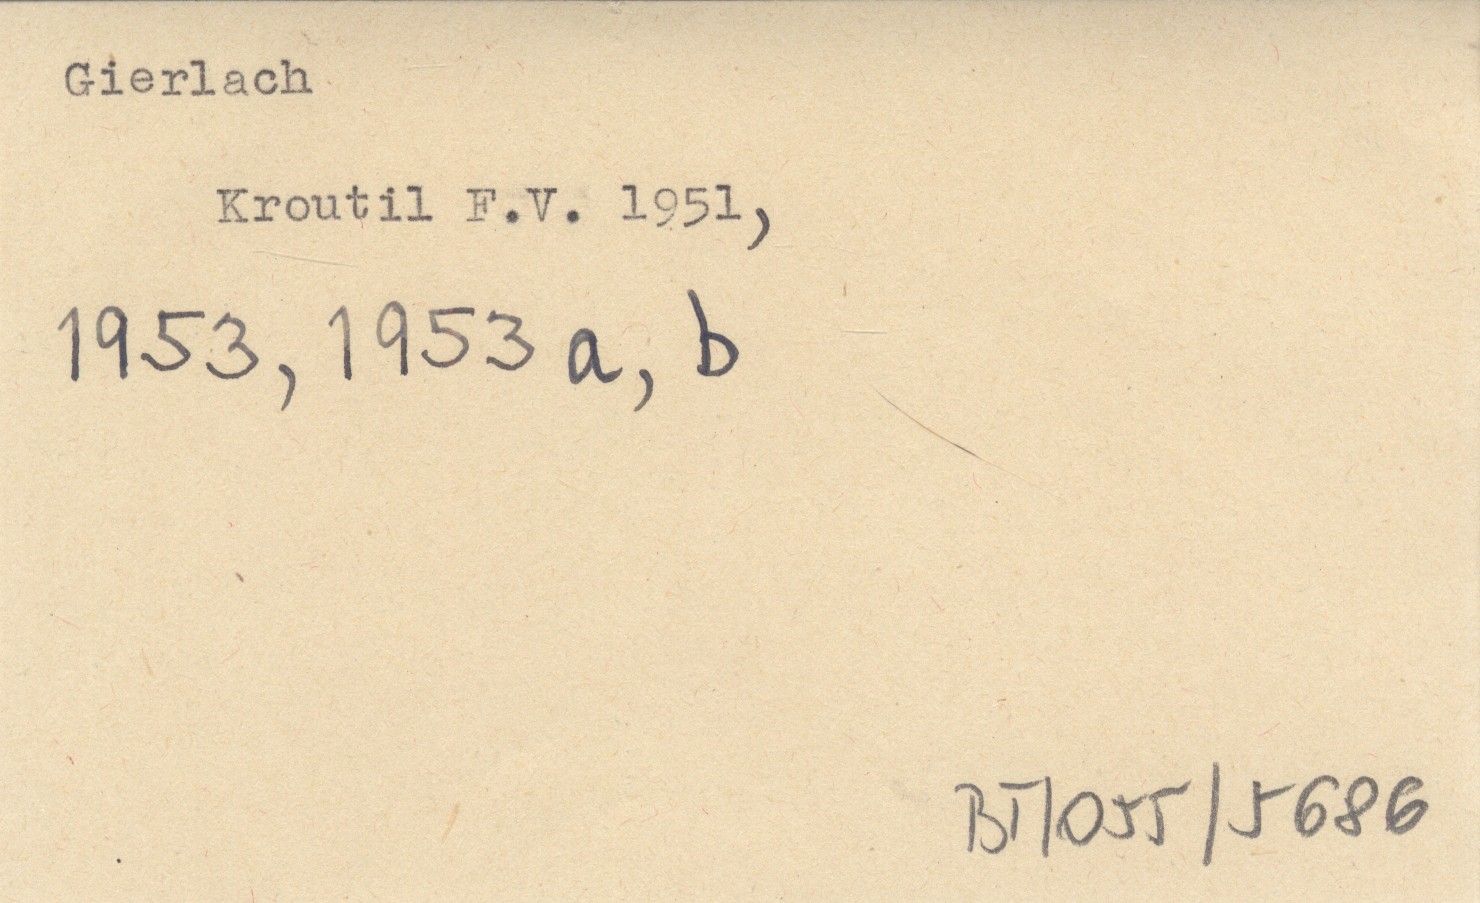 Gierlach
Kroutil F.V. 1951,
1953, 1953 a, b
BT/055/5686